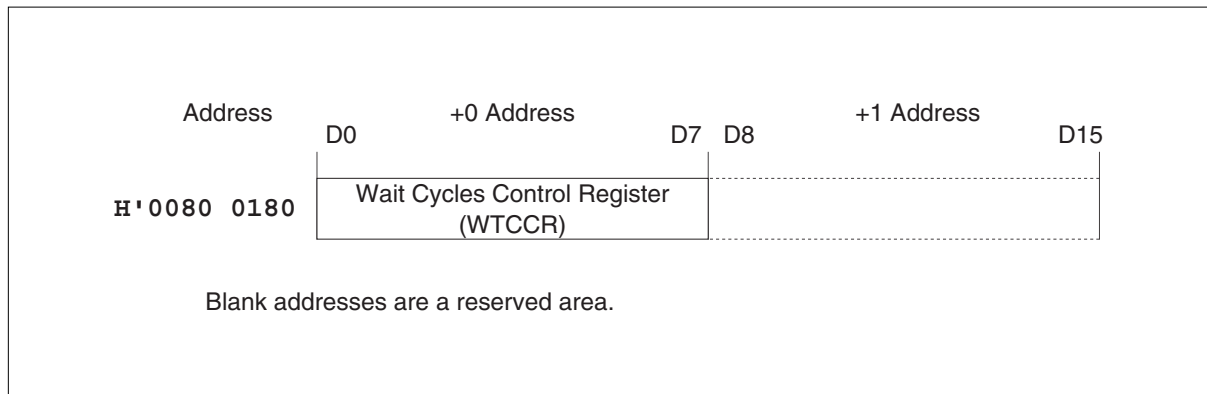 Address +0 Address +1 Address
D0 D7 D8 D15
H'0080 0180 Wait Cycles Control Register
(WTCCR)
Blank addresses are a reserved area.